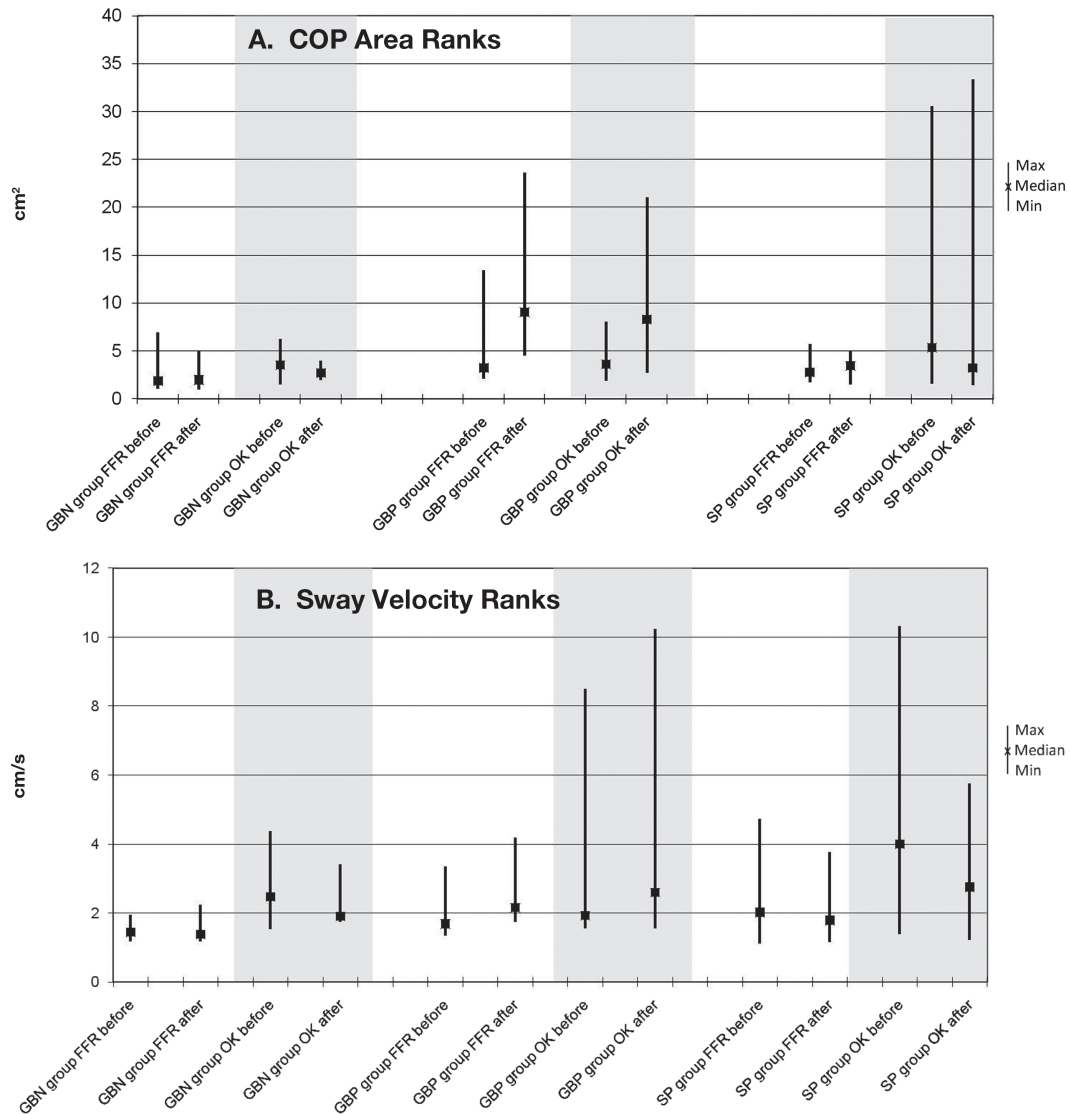 A. COP Area Ranks
40
35
30
25
20
15
10
5
0
cm²
Max
Median
Min
GBN group FFR before
GBN group FFR after
GBN group OK before
GBN group OK after
GBP group FFR before
GBP group FFR after
GBP group OK before
GBP group OK after
SP group FFR before
SP group FFR after
SP group OK before
SP group OK after
B. Sway Velocity Ranks
12
10
8
6
4
2
0
cm/s
Max
Median
Min
GBN group FFR before
GBN group FFR after
GBN group OK before
GBN group OK after
GBP group FFR before
GBP group FFR after
GBP group OK before
GBP group OK after
SP group FFR before
SP group FFR after
SP group OK before
SP group OK after